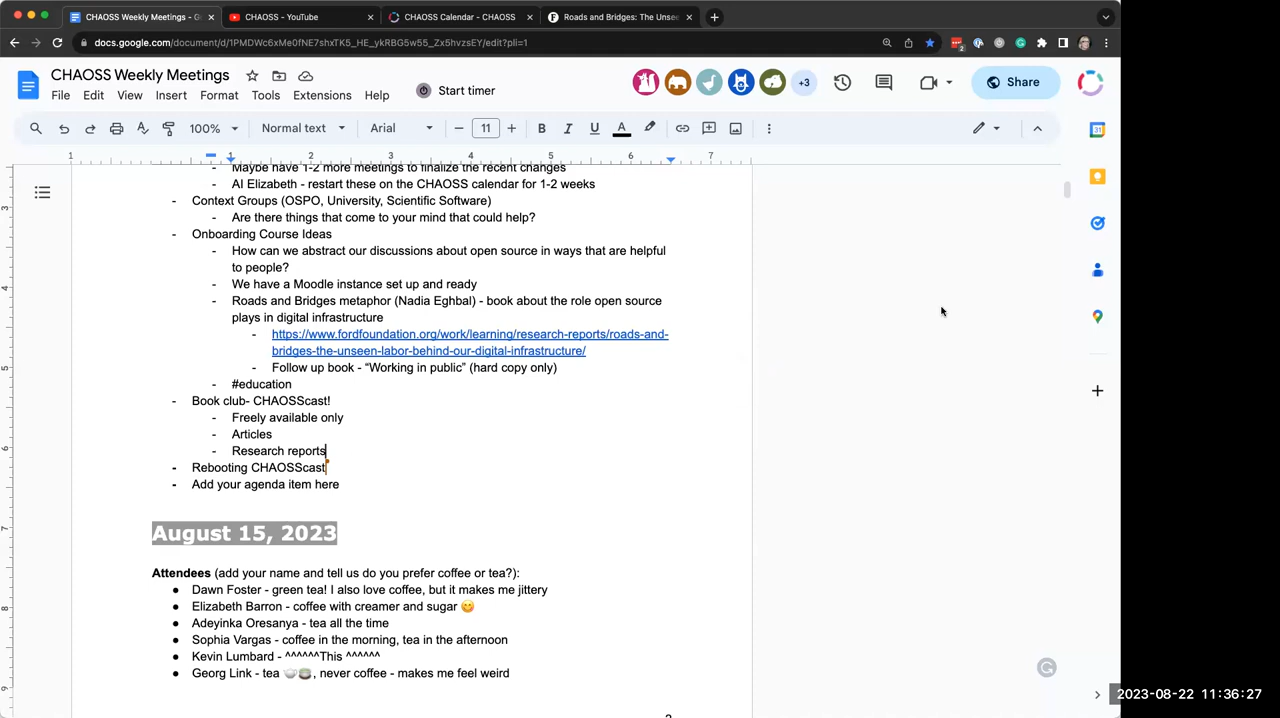 CHAOSS Weekly Meetings - G
CHAOSS - YouTube
CHAOSS Calendar - CHAOSS
Roads and Bridges: The Unsee
docs.google.com/document/d/1PMDWc6xMe0fNE7shxTK5_HE_ykRBG5w55_Zx5hvzsEY/edit?pli=1
CHAOSS Weekly Meetings
File Edit View Insert Format Tools Extensions Help
Start timer
+3
Share
100% Normal text Arial 11 B I U A
1 1 2 3 4 5 6 7
Maybe have 1-2 more meetings to finalize the recent changes
- AI Elizabeth - restart these on the CHAOSS calendar for 1-2 weeks
- Context Groups (OSPO, University, Scientific Software)
- Are there things that come to your mind that could help?
- Onboarding Course Ideas
- How can we abstract our discussions about open source in ways that are helpful
to people?
- We have a Moodle instance set up and ready
- Roads and Bridges metaphor (Nadia Eghbal) - book about the role open source
plays in digital infrastructure
- https://www.fordfoundation.org/work/learning/research-reports/roads-and-
bridges-the-unseen-labor-behind-our-digital-infrastructure/
- Follow up book - “Working in public” (hard copy only)
- #education
- Book club- CHAOSScast!
- Freely available only
- Articles
- Research reports
- Rebooting CHAOSScast
- Add your agenda item here
August 15, 2023
Attendees (add your name and tell us do you prefer coffee or tea?):
● Dawn Foster - green tea! I also love coffee, but it makes me jittery
● Elizabeth Barron - coffee with creamer and sugar 😋
● Adeyinka Oresanya - tea all the time
● Sophia Vargas - coffee in the morning, tea in the afternoon
● Kevin Lumbard - ^^^^^^This ^^^^^^
● Georg Link - tea 🫖🍵, never coffee - makes me feel weird
2023-08-22 11:36:27